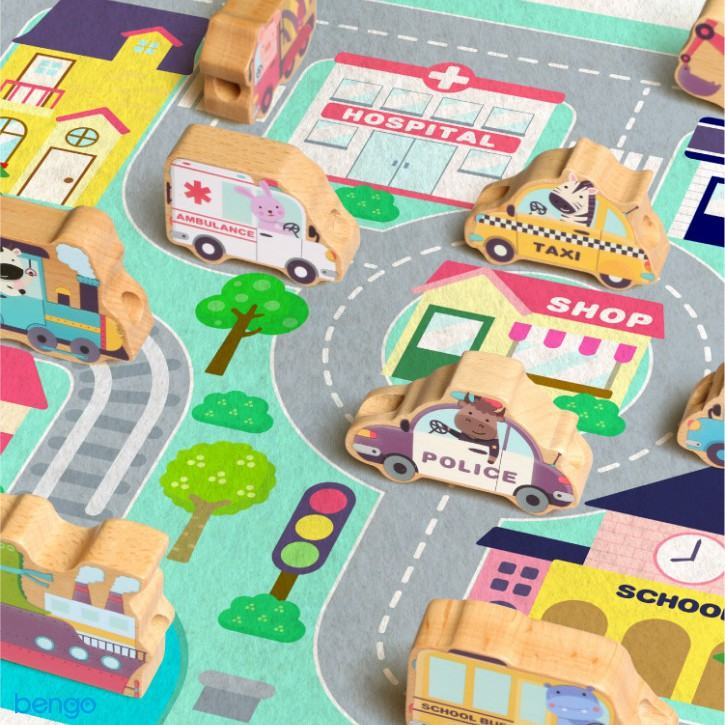 HOSPITAL
AMBULANCE
TAXI
SHOP
POLICE
SCHOOL
SCHOOL BUS
bengo